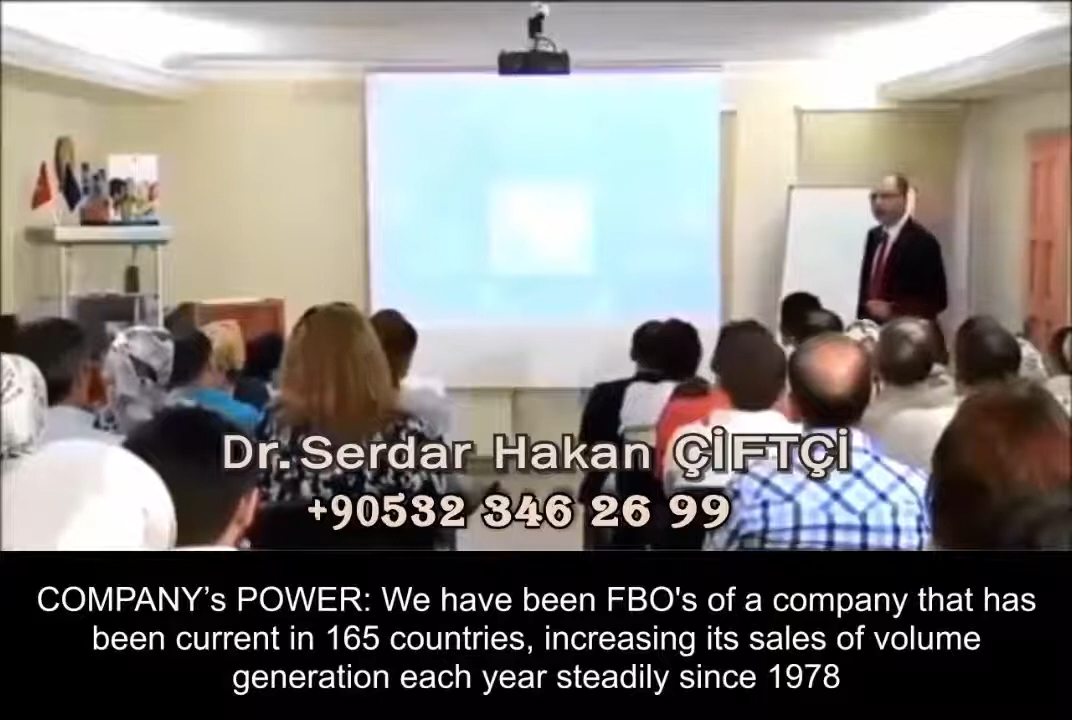 Dr. Serdar Hakan ÇİFTÇİ
+90532 346 26 99
COMPANY’s POWER: We have been FBO's of a company that has
been current in 165 countries, increasing its sales of volume
generation each year steadily since 1978